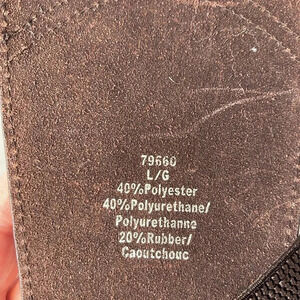 79660
L/G
40%Polyester
40%Polyurethane/
Polyurethanne
20%Rubber/
Caoutchouc